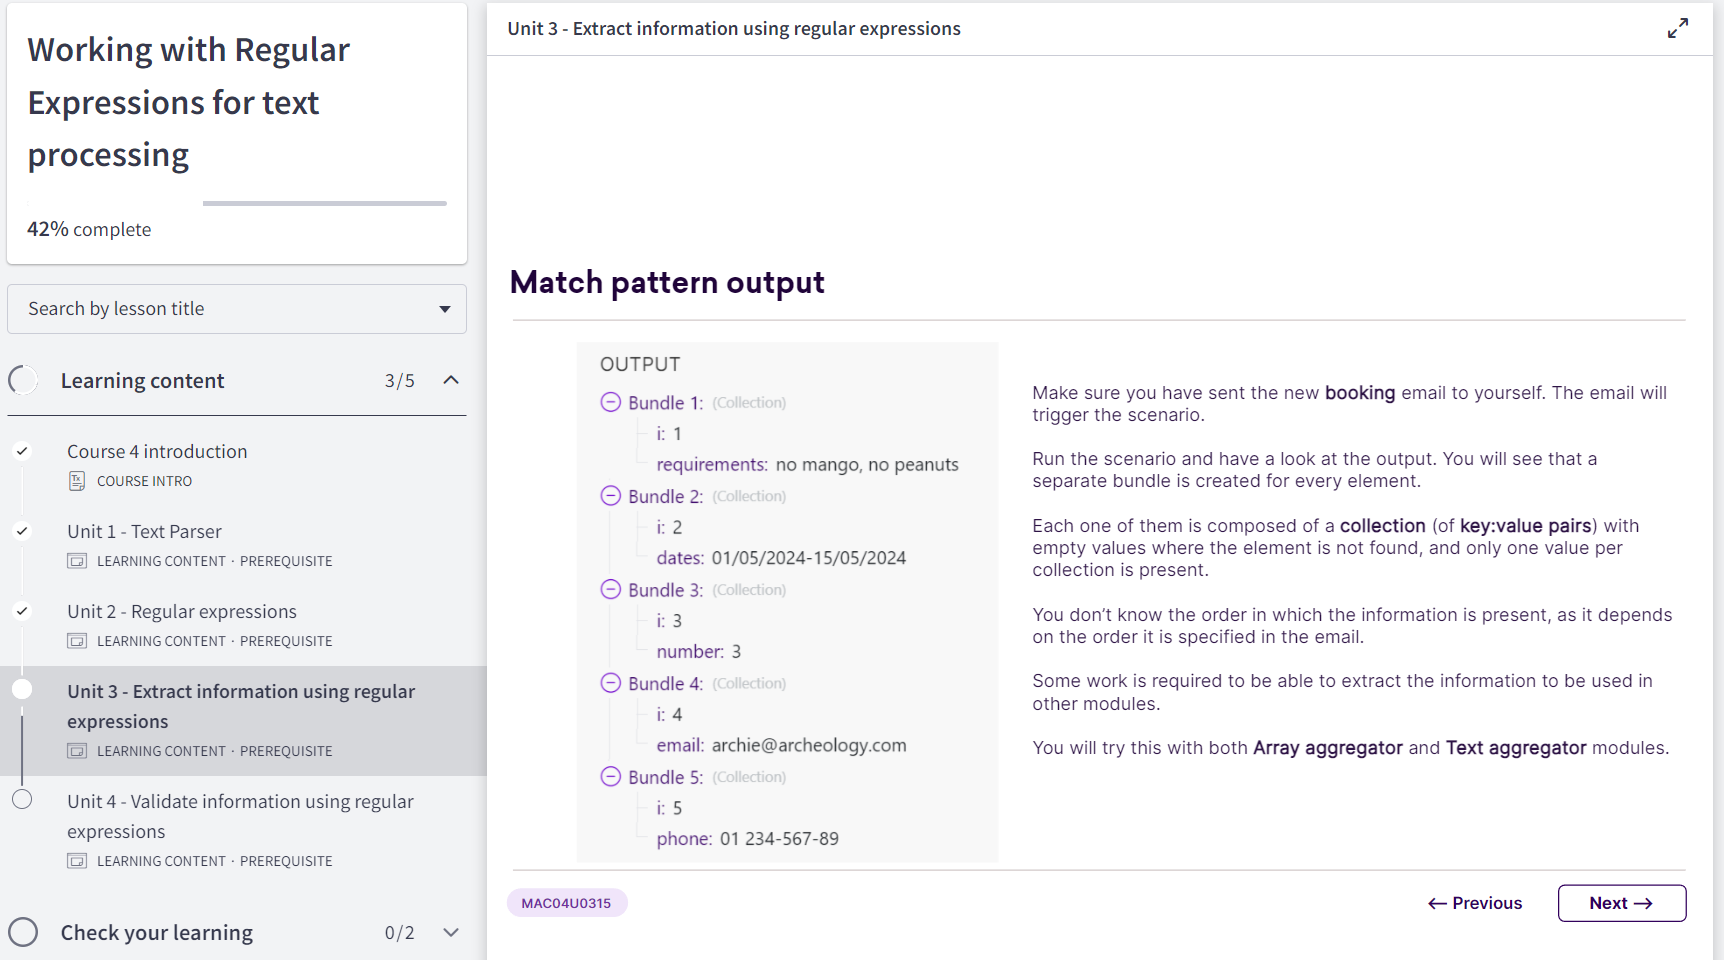 Working with Regular
Expressions for text
processing
42% complete
Search by lesson title
Learning content 3/5
Course 4 introduction
COURSE INTRO
Unit 1 - Text Parser
LEARNING CONTENT · PREREQUISITE
Unit 2 - Regular expressions
LEARNING CONTENT · PREREQUISITE
Unit 3 - Extract information using regular
expressions
LEARNING CONTENT · PREREQUISITE
Unit 4 - Validate information using regular
expressions
LEARNING CONTENT · PREREQUISITE
Check your learning 0/2
Unit 3 - Extract information using regular expressions
Match pattern output
OUTPUT
Bundle 1: (Collection)
i: 1
requirements: no mango, no peanuts
Bundle 2: (Collection)
i: 2
dates: 01/05/2024-15/05/2024
Bundle 3: (Collection)
i: 3
number: 3
Bundle 4: (Collection)
i: 4
email: archie@archeology.com
Bundle 5: (Collection)
i: 5
phone: 01 234-567-89
Make sure you have sent the new booking email to yourself. The email will
trigger the scenario.
Run the scenario and have a look at the output. You will see that a
separate bundle is created for every element.
Each one of them is composed of a collection (of key:value pairs) with
empty values where the element is not found, and only one value per
collection is present.
You don't know the order in which the information is present, as it depends
on the order it is specified in the email.
Some work is required to be able to extract the information to be used in
other modules.
You will try this with both Array aggregator and Text aggregator modules.
MAC04U0315
← Previous
Next →